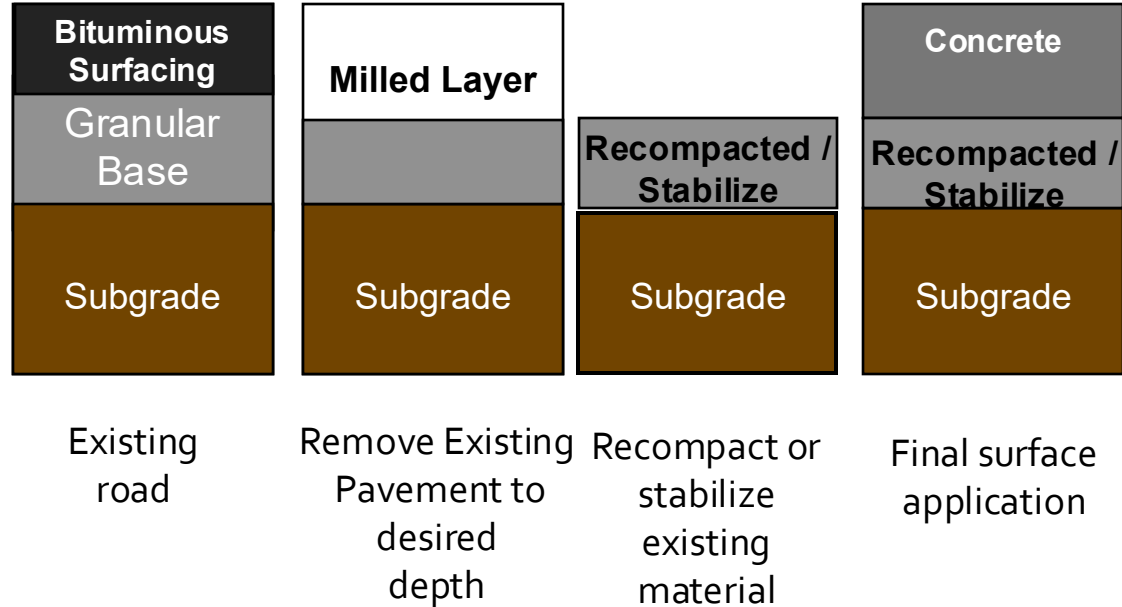 Bituminous
Surfacing
Granular
Base
Subgrade
Existing
road
Milled Layer
Subgrade
Remove Existing
Pavement to
desired
depth
Recompacted /
Stabilize
Subgrade
Recompact or
stabilize
existing
material
Concrete
Recompacted /
Stabilize
Subgrade
Final surface
application